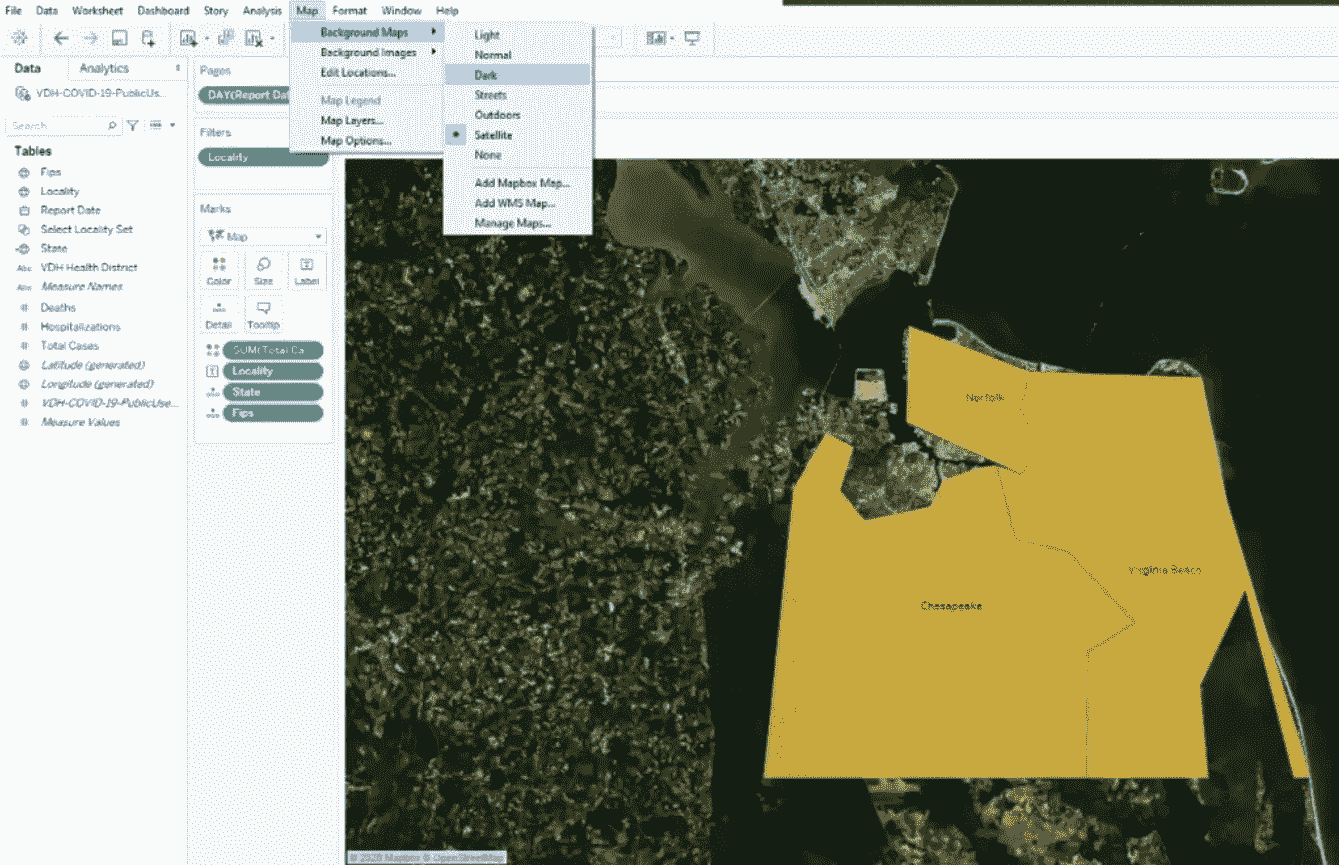 File Data Worksheet Dashboard Story Analysis Map Format Window Help
Background Maps
Background Images
Edit Locations...
Map Legend
Map Layers...
Map Options...
Light
Normal
Dark
Streets
Outdoors
Satellite
None
Add Mapbox Map...
Add WMS Map...
Manage Maps...
Data Analytics
VDH-COVID-19-PublicUs...
Search
Tables
Fips
Locality
Report Date
Select Locality Set
State
Abc VDH Health District
Abc Measure Names
# Deaths
# Hospitalizations
# Total Cases
Latitude (generated)
Longitude (generated)
# VDH-COVID-19-PublicUse...
# Measure Values
Pages
DAY(Report Dat
Filters
Locality
Marks
Map
Color Size Label
Detail Tooltip
SUM(Total Ca
Locality
State
Fips
Norfolk
Virginia Beach
Chesapeake
© 2020 Mapbox © OpenStreetMap